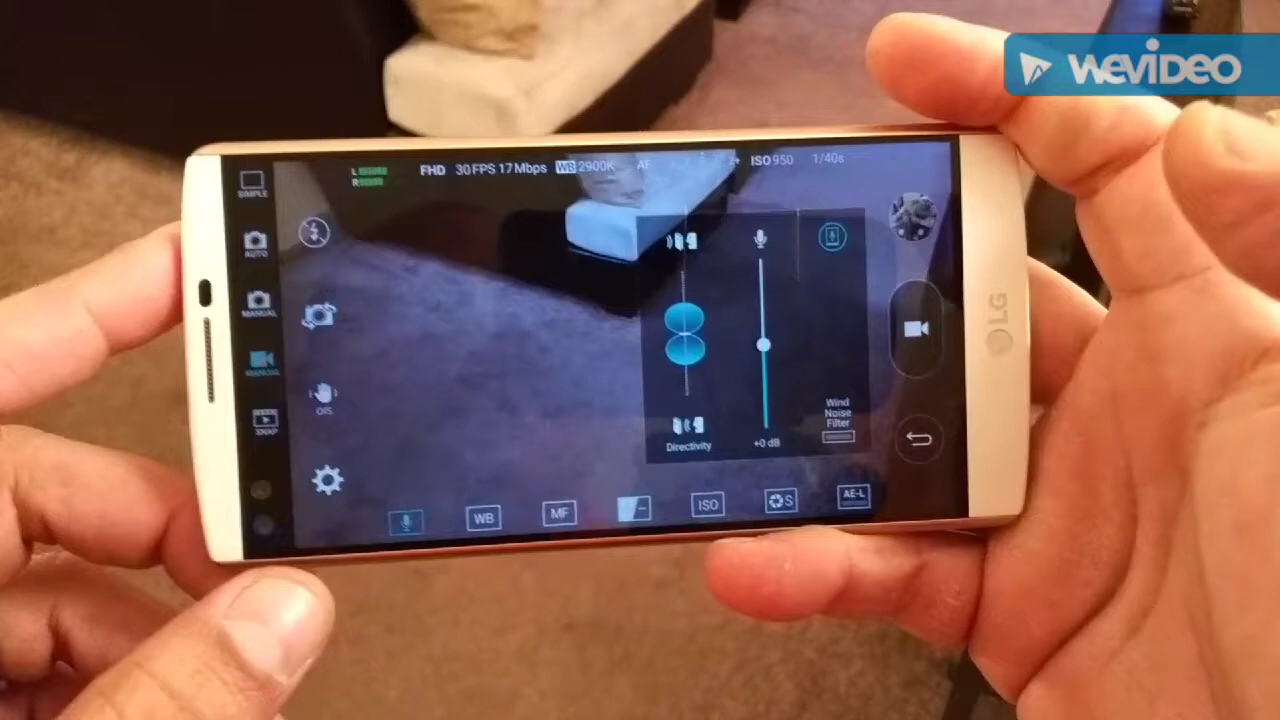 WEVIDEO
L
R
FHD 30 FPS 17 Mbps WB 2900K AF ISO 950 1/40s
SIMPLE
AUTO
MANUAL
MANUAL
SNAP
OIS
Directivity
+0 dB
Wind
Noise
Filter
WB
MF
ISO
S
AE-L
LG